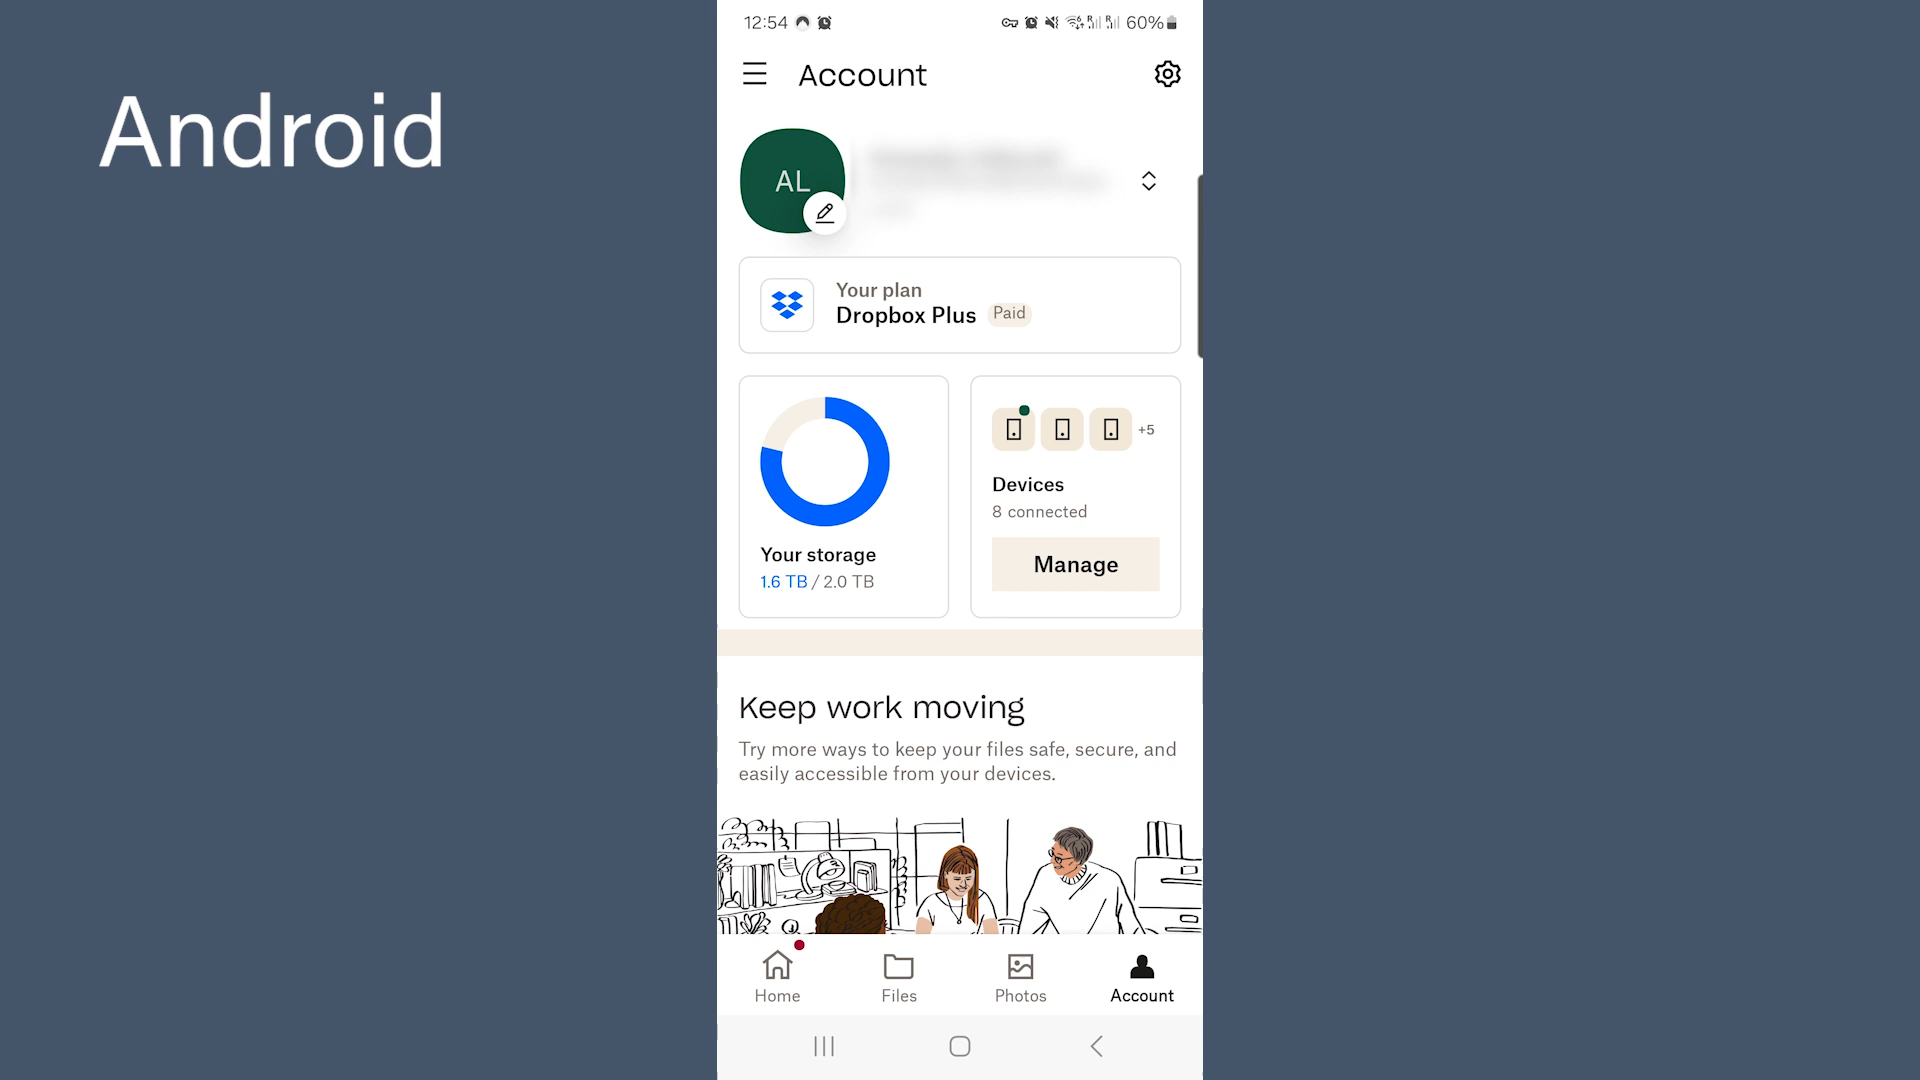 Android
12:54
60%
Account
AL
Your plan
Dropbox Plus Paid
+5
Devices
8 connected
Manage
Your storage
1.6 TB / 2.0 TB
Keep work moving
Try more ways to keep your files safe, secure, and
easily accessible from your devices.
Home
Files
Photos
Account